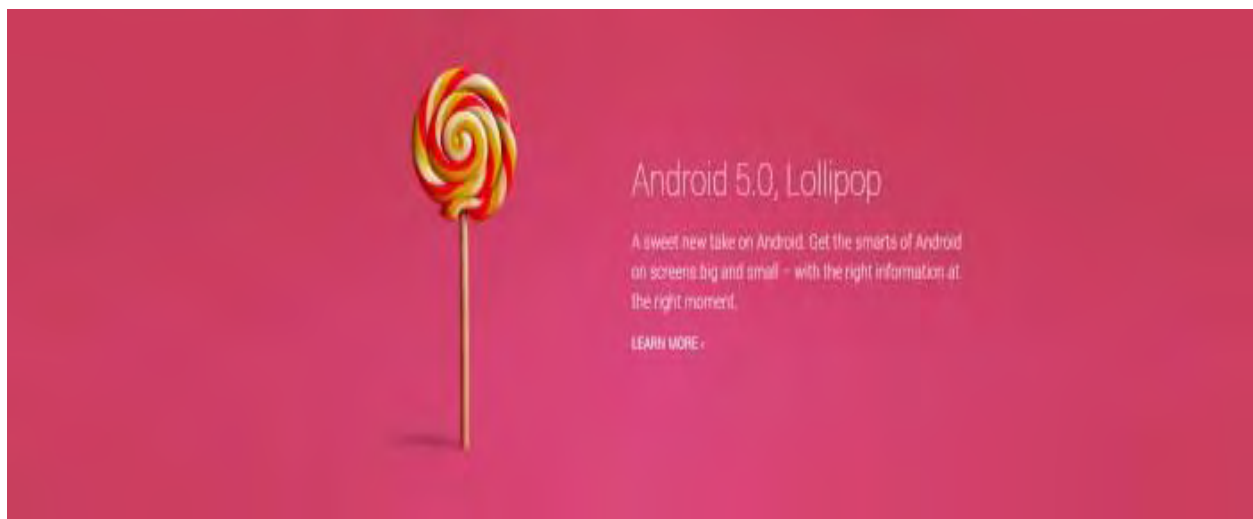 Android 5.0, Lollipop
A sweet new take on Android. Get the smarts of Android
on screens big and small – with the right information at
the right moment.
LEARN MORE ›